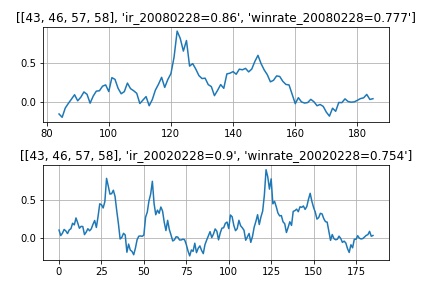 [[43, 46, 57, 58], 'ir_20080228=0.86', 'winrate_20080228=0.777']
0.5
0.0
80 100 120 140 160 180
[[43, 46, 57, 58], 'ir_20020228=0.9', 'winrate_20020228=0.754']
0.5
0.0
0 25 50 75 100 125 150 175